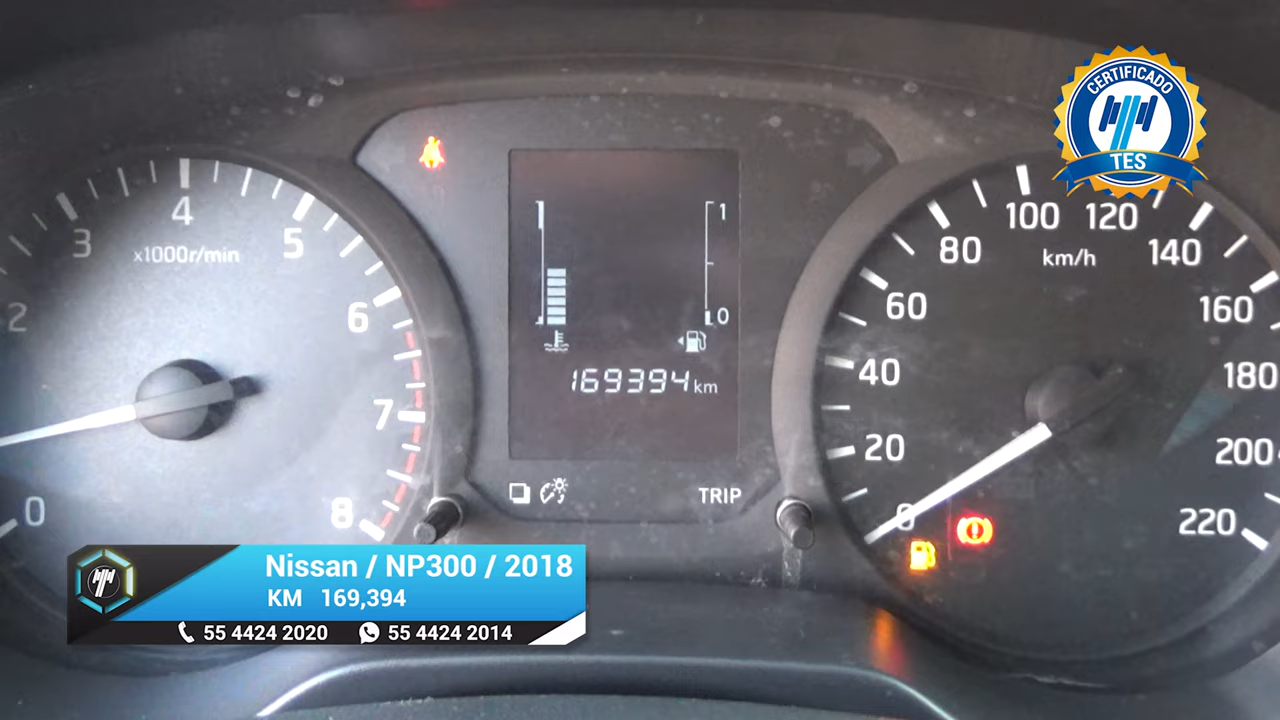 CERTIFICADO
TES
4
3
5
x1000r/min
2
6
7
0
8
1
0
169394 km
TRIP
100
120
80
km/h
140
60
160
40
180
20
200
0
220
Nissan / NP300 / 2018
KM 169,394
55 4424 2020 55 4424 2014